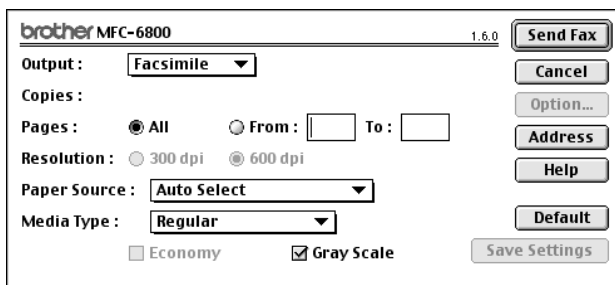 brother MFC-6800 1.6.0 Send Fax
Output : Facsimile Cancel
Copies : Option...
Pages : All From : To : Address
Resolution : 300 dpi 600 dpi Help
Paper Source : Auto Select
Media Type : Regular Default
Economy Gray Scale Save Settings